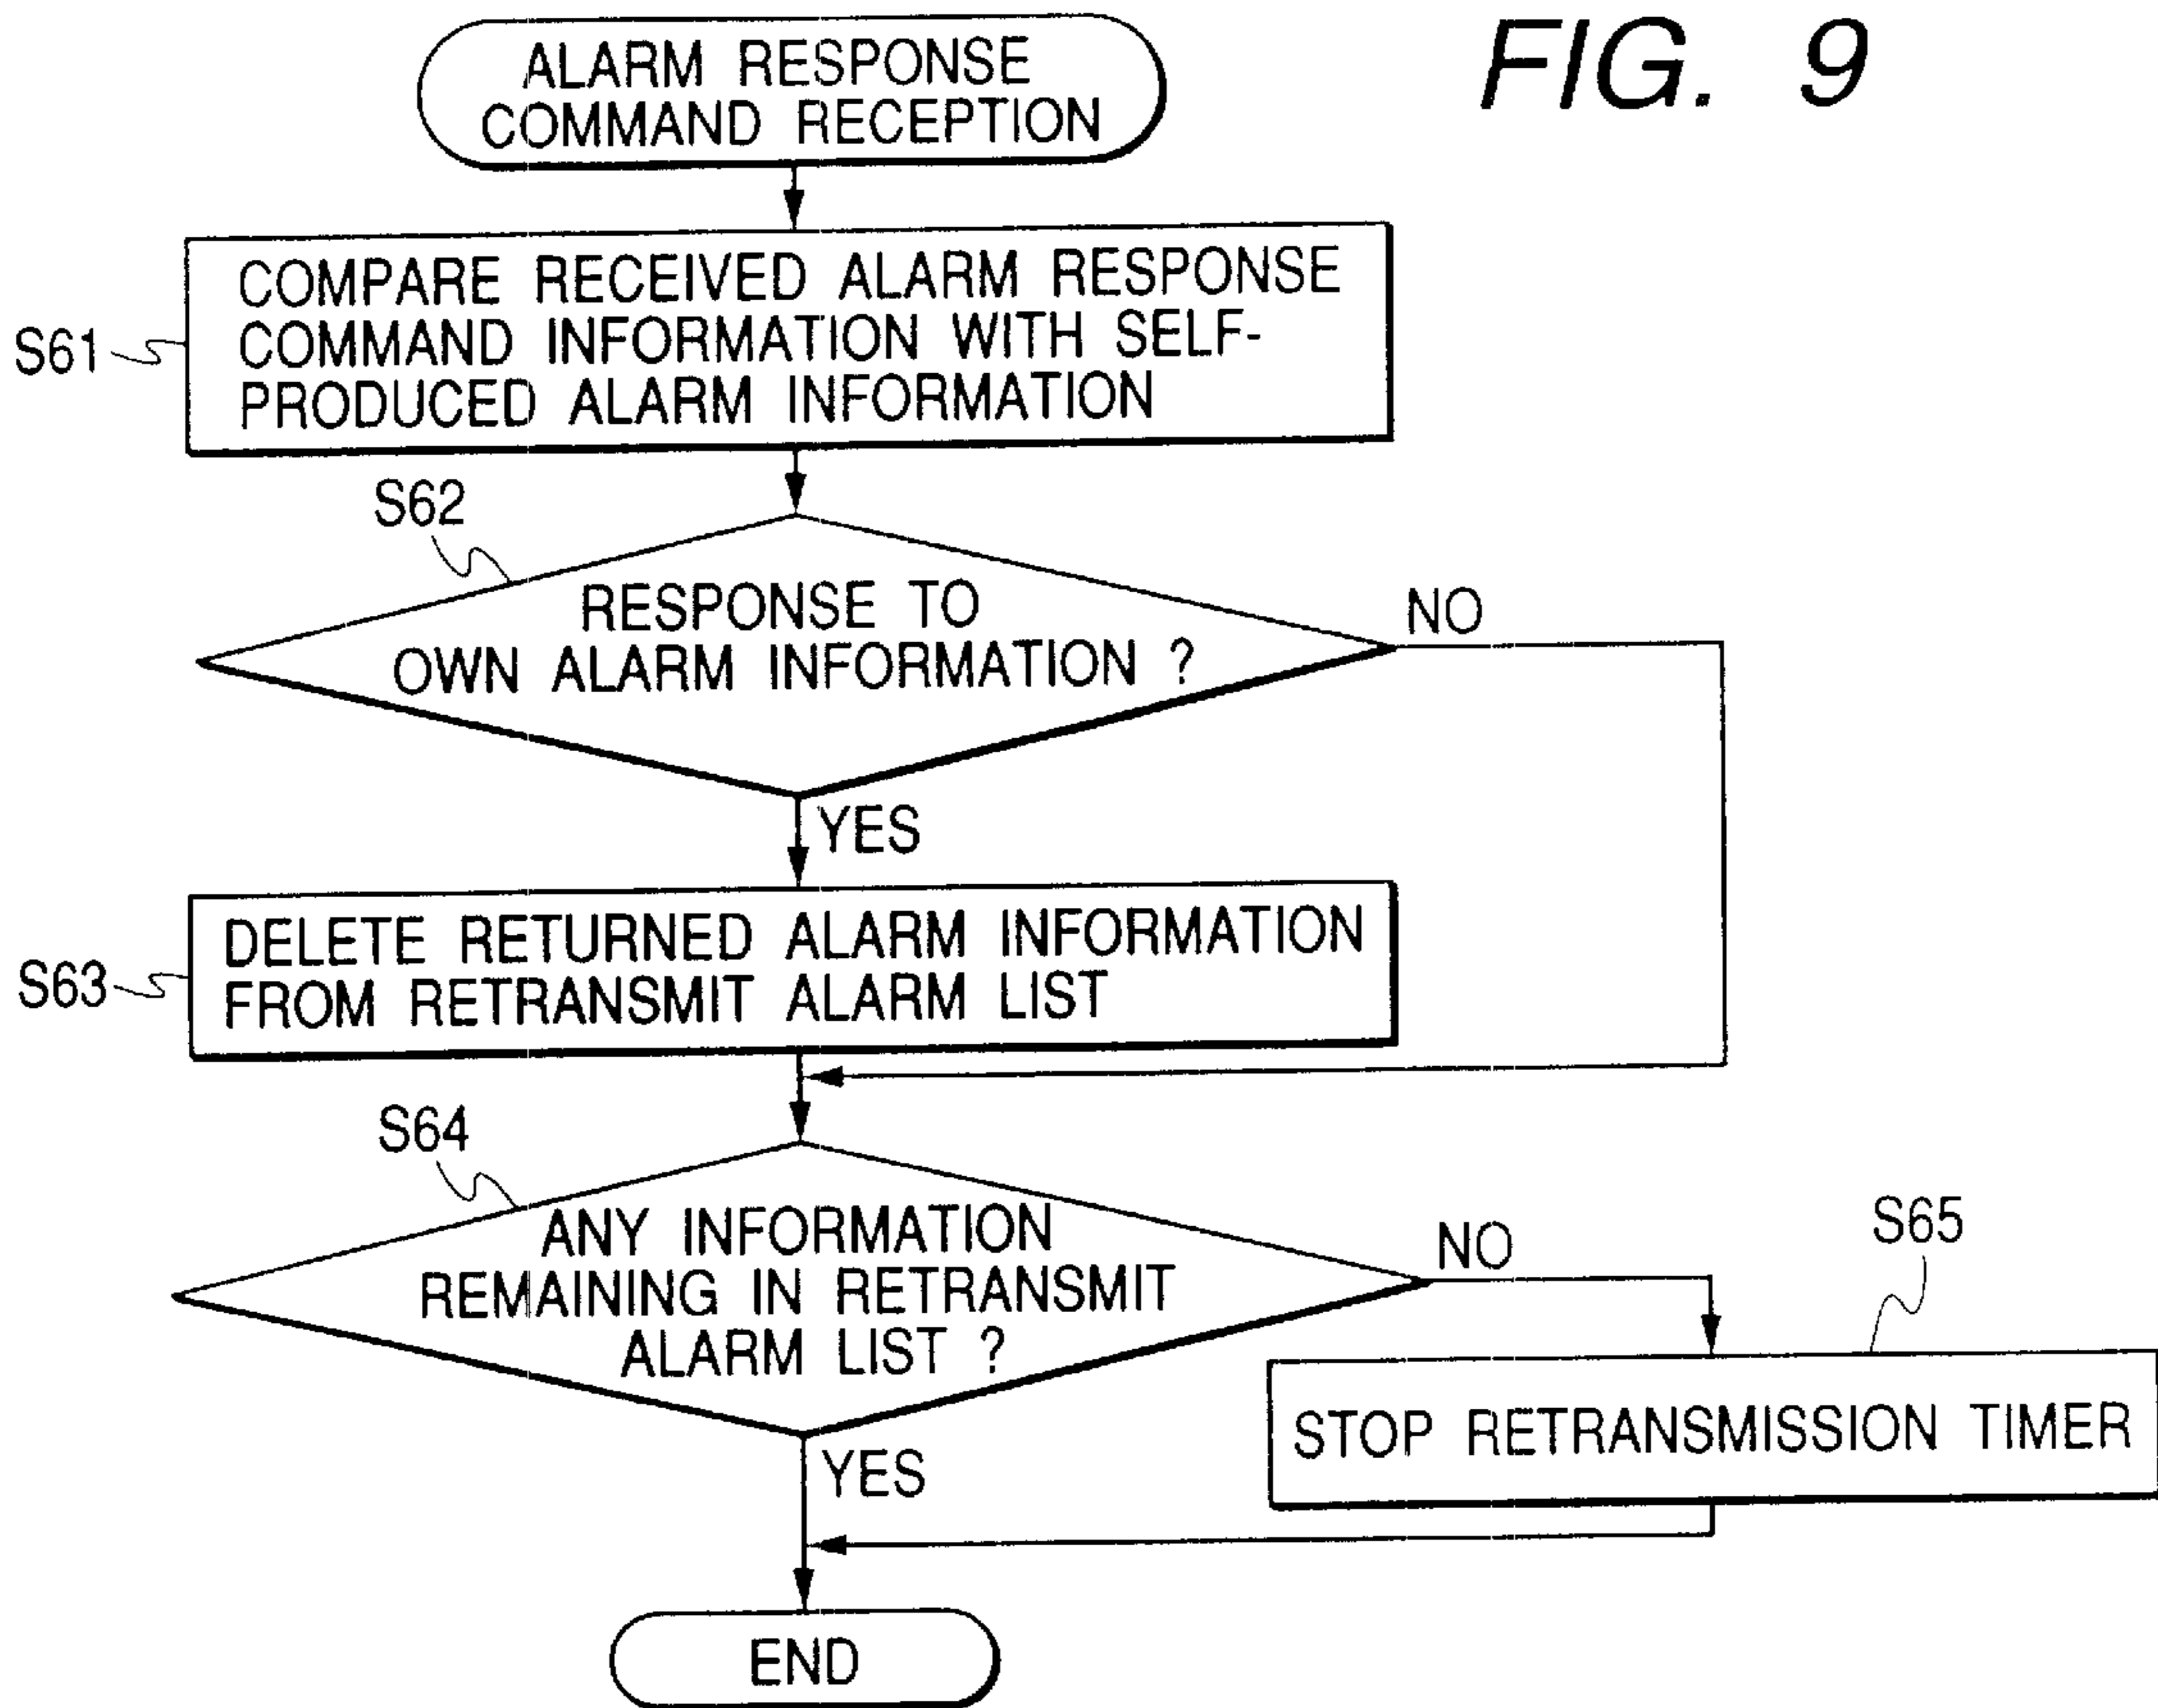 FIG. 9
ALARM RESPONSE
COMMAND RECEPTION
S61
COMPARE RECEIVED ALARM RESPONSE
COMMAND INFORMATION WITH SELF-
PRODUCED ALARM INFORMATION
S62
RESPONSE TO
OWN ALARM INFORMATION ?
NO
YES
S63
DELETE RETURNED ALARM INFORMATION
FROM RETRANSMIT ALARM LIST
S64
ANY INFORMATION
REMAINING IN RETRANSMIT
ALARM LIST ?
NO
S65
STOP RETRANSMISSION TIMER
YES
END